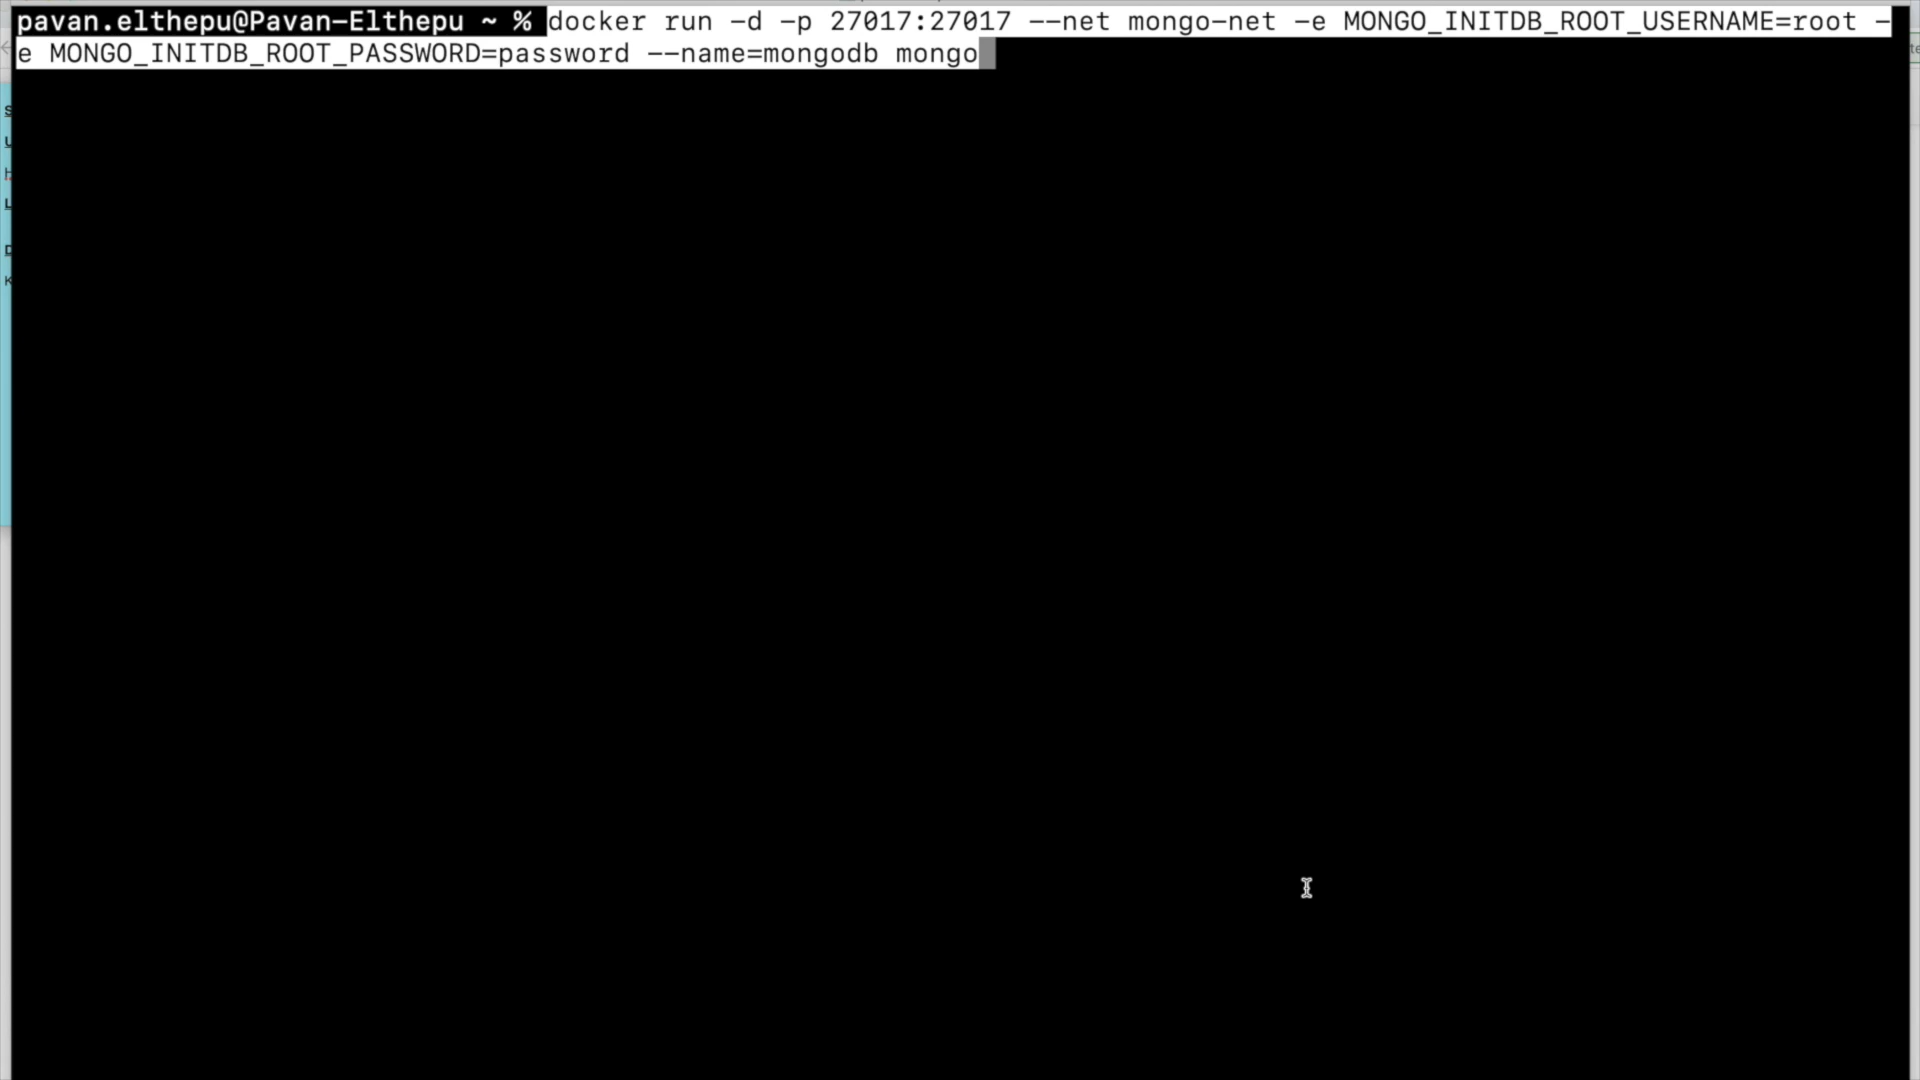 pavan.elthepu@Pavan-Elthepu ~ % docker run -d -p 27017:27017 --net mongo-net -e MONGO_INITDB_ROOT_USERNAME=root -
e MONGO_INITDB_ROOT_PASSWORD=password --name=mongodb mongo